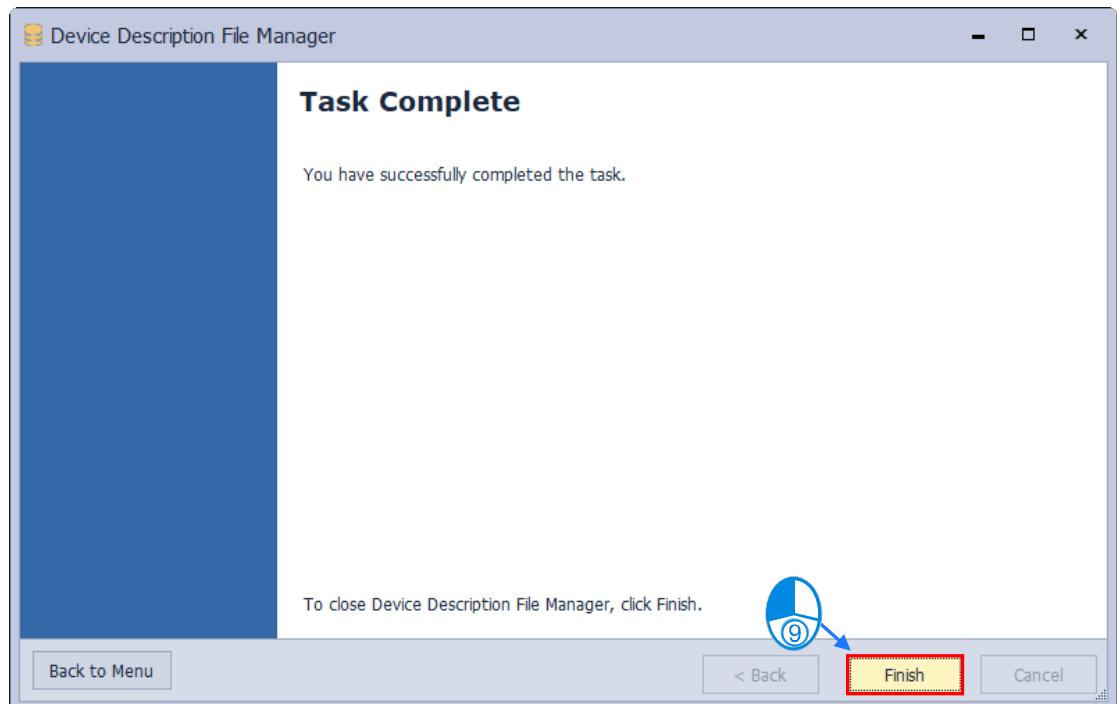 Device Description File Manager
Task Complete
You have successfully completed the task.
To close Device Description File Manager, click Finish.
9
Back to Menu
< Back
Finish
Cancel